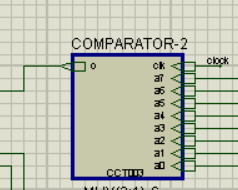 COMPARATOR-2
o clk clock
a7
a6
a5
a4
a3
a2
a1
a0
CCT003